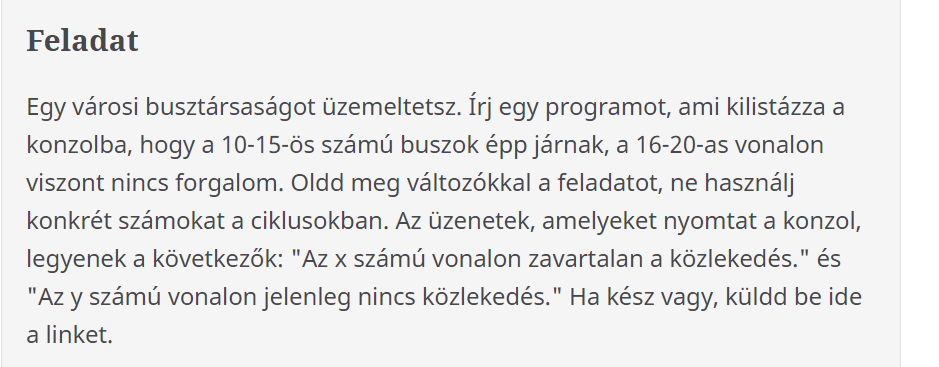 Feladat
Egy városi busztársaságot üzemeltetsz. Írj egy programot, ami kilistázza a
konzolba, hogy a 10-15-ös számú buszok épp járnak, a 16-20-as vonalon
viszont nincs forgalom. Oldd meg változókkal a feladatot, ne használj
konkrét számokat a ciklusokban. Az üzenetek, amelyeket nyomtat a konzol,
legyenek a következők: "Az x számú vonalon zavartalan a közlekedés." és
"Az y számú vonalon jelenleg nincs közlekedés." Ha kész vagy, küldd be ide
a linket.